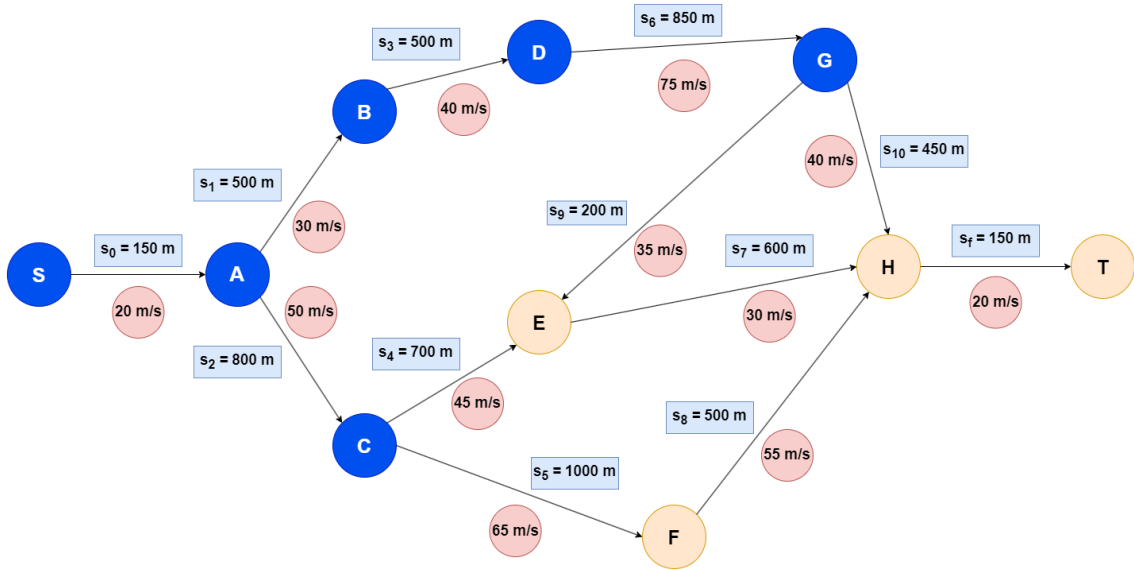 s6 = 850 m
s3 = 500 m
D
G
75 m/s
B
40 m/s
s10 = 450 m
40 m/s
s1 = 500 m
s9 = 200 m
30 m/s
35 m/s
s7 = 600 m
sf = 150 m
s0 = 150 m
S
A
H
T
20 m/s
50 m/s
30 m/s
20 m/s
E
s2 = 800 m
s4 = 700 m
45 m/s
s8 = 500 m
C
55 m/s
s5 = 1000 m
65 m/s
F